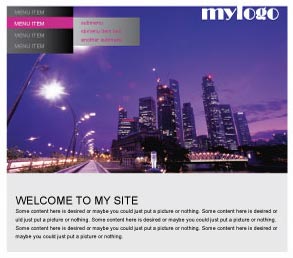 MENU ITEM
mylogo
MENU ITEM
submenu
MENU ITEM
submenu item two
another submenu
MENU ITEM
WELCOME TO MY SITE
Some content here is desired or maybe you could just put a picture or nothing. Some content here is desired or
uld just put a picture or nothing. Some content here is desired or maybe you could just put a picture or nothing.
Some content here is desired or maybe you could just put a picture or nothing. Some content here is desired or
maybe you could just put a picture or nothing.